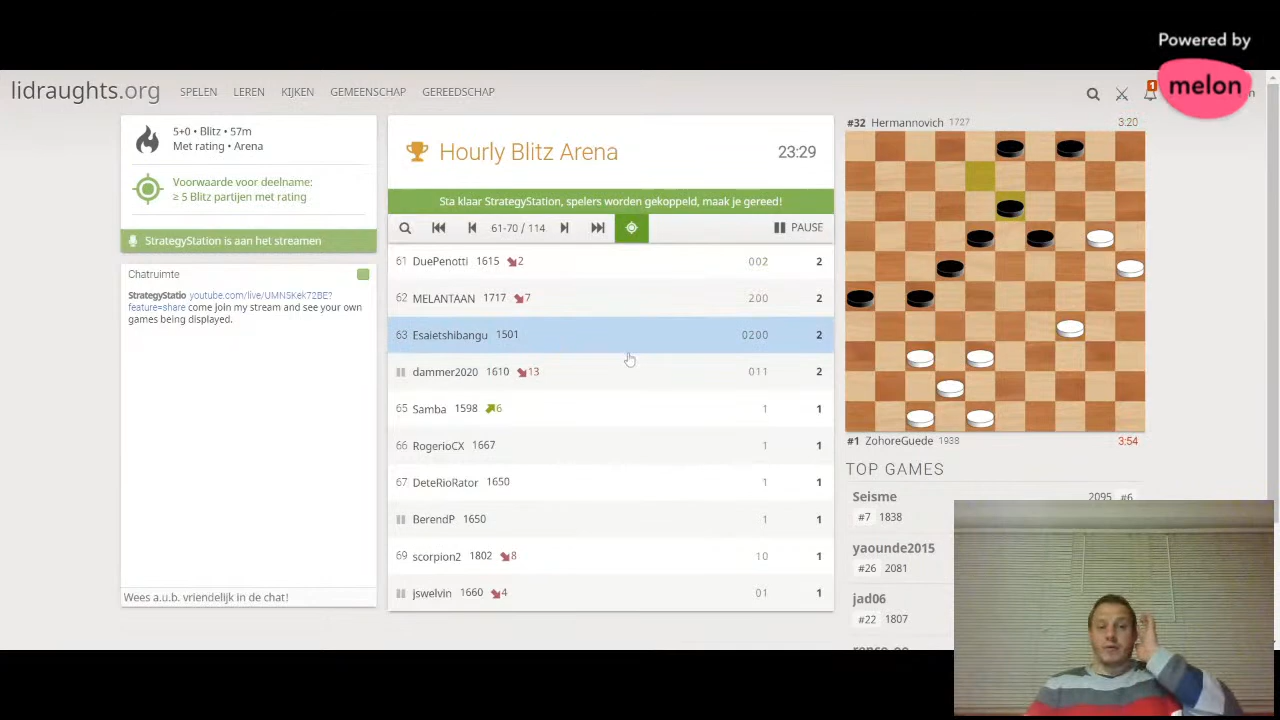 Powered by
melon
lidraughts.org SPELEN LEREN KIJKEN GEMEENSCHAP GEREEDSCHAP
1
5+0 • Blitz • 57m
Met rating • Arena
Voorwaarde voor deelname:
≥ 5 Blitz partijen met rating
StrategyStation is aan het streamen
Chatruimte
StrategyStatio youtube.com/live/UMN5Kek72BE?
feature=share come join my stream and see your own
games being displayed.
Wees a.u.b. vriendelijk in de chat!
Hourly Blitz Arena 23:29
Sta klaar StrategyStation, spelers worden gekoppeld, maak je gereed!
61-70 / 114 PAUSE
61 DuePenotti 1615 2 002 2
62 MELANTAAN 1717 7 200 2
63 Esaietshibangu 1501 0200 2
dammer2020 1610 13 011 2
65 Samba 1598 6 1 1
66 RogerioCX 1667 1 1
67 DeteRioRator 1650 1 1
BerendP 1650 1 1
69 scorpion2 1802 8 10 1
jswelvin 1660 4 01 1
#32 Hermannovich 1727 3:20
#1 ZohoreGuede 1938 3:54
TOP GAMES
Seisme 2095 #6
#7 1838
yaounde2015
#26 2081
jad06
#22 1807